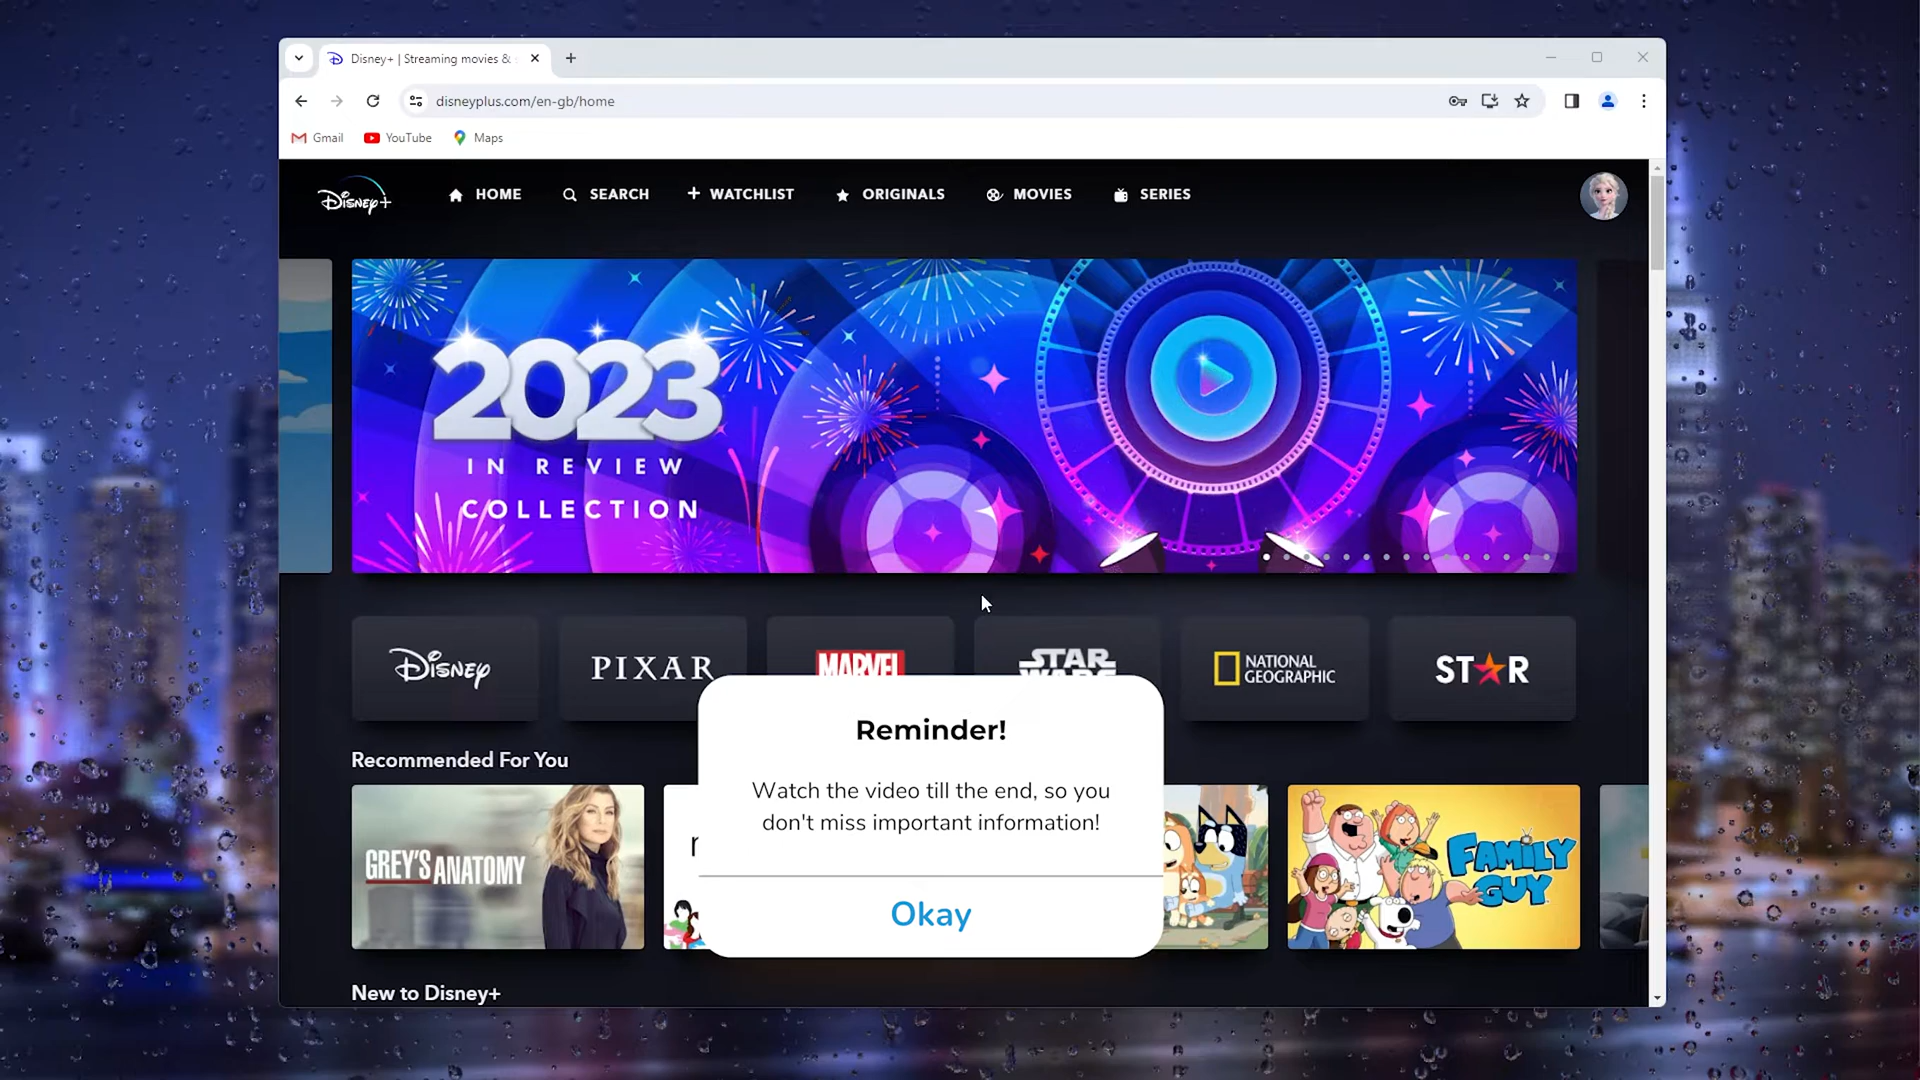 Disney+ | Streaming movies &
disneyplus.com/en-gb/home
Gmail
YouTube
Maps
Disney+
HOME
SEARCH
WATCHLIST
ORIGINALS
MOVIES
SERIES
2023
IN REVIEW
COLLECTION
Disney
PIXAR
MARVEL
STAR
WARS
NATIONAL
GEOGRAPHIC
STAR
Recommended For You
GREY'S ANATOMY
FAMILY
GUY
Reminder!
Watch the video till the end, so you
don't miss important information!
Okay
New to Disney+